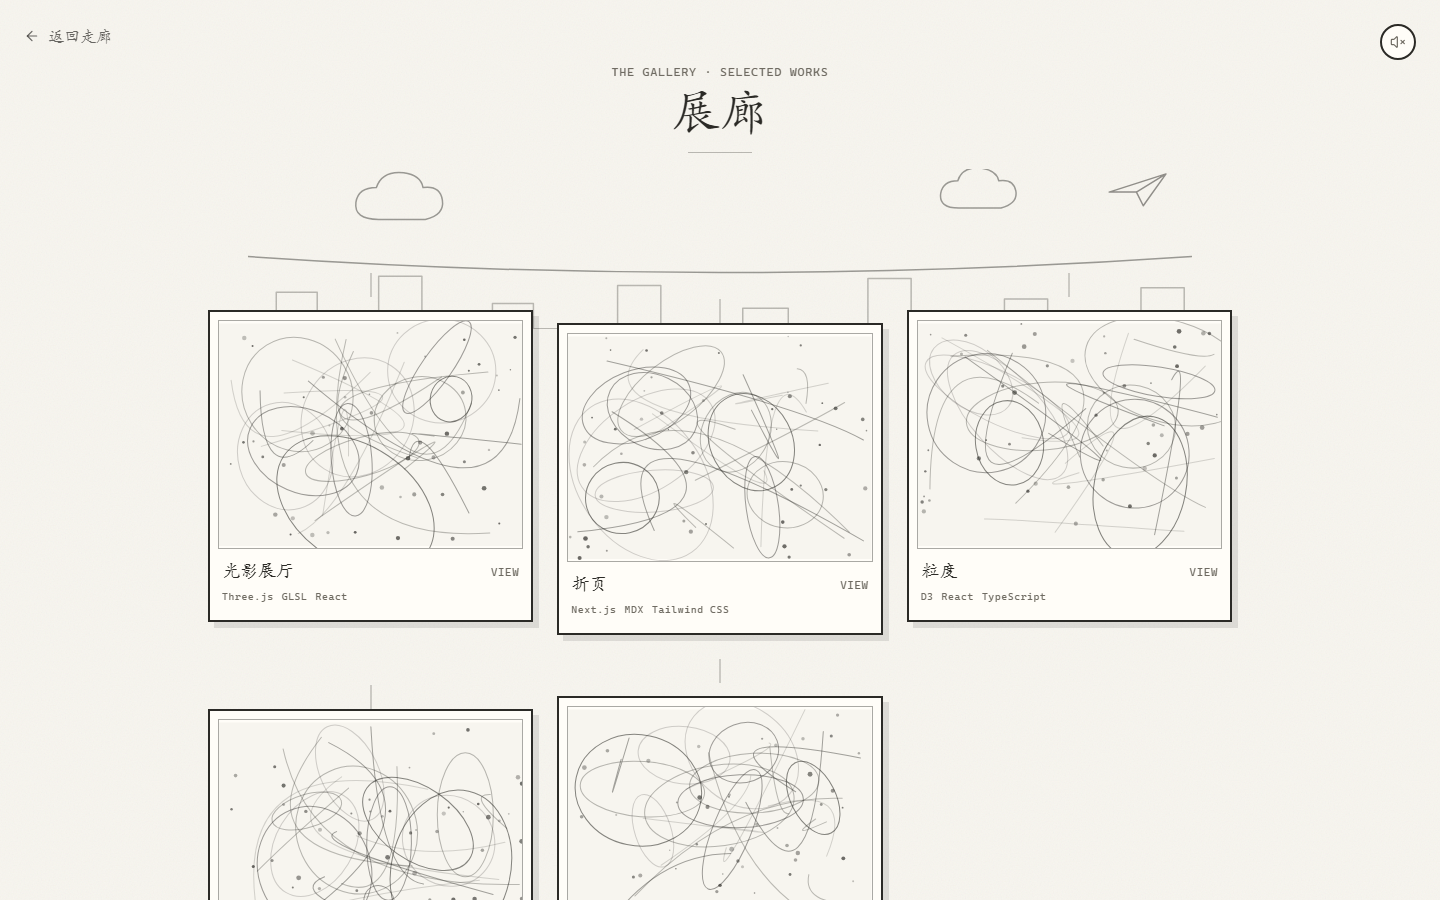 返回走廊
THE GALLERY · SELECTED WORKS
展廊
光影展厅
VIEW
Three.js GLSL React
折页
VIEW
Next.js MDX Tailwind CSS
粒度
VIEW
D3 React TypeScript